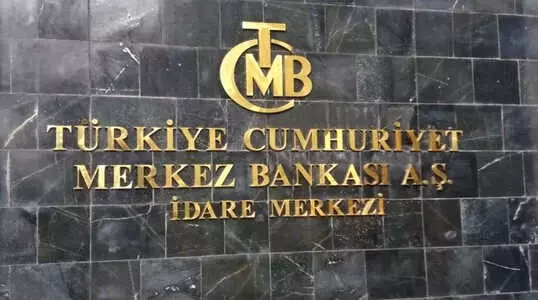 TCMB
TÜRKİYE CUMHURİYET
MERKEZ BANKASI A.Ş.
İDARE MERKEZİ